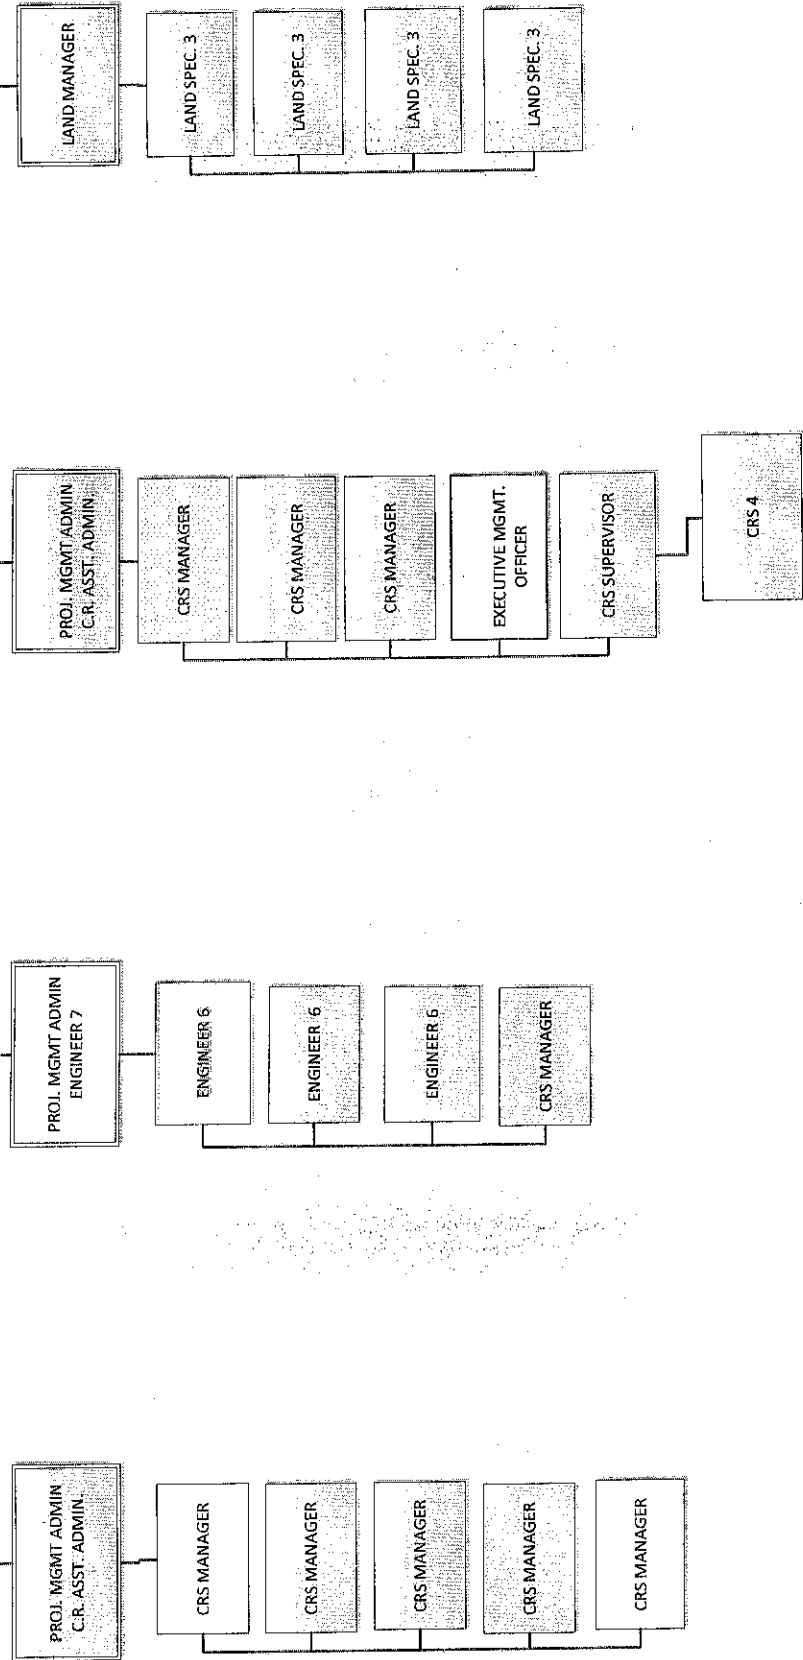 PROJ. MGMT ADMIN
C.R. ASST. ADMIN.
CRS MANAGER
CRS MANAGER
CRS MANAGER
CRS MANAGER
CRS MANAGER
PROJ. MGMT ADMIN
ENGINEER 7
ENGINEER 6
ENGINEER 6
ENGINEER 6
CRS MANAGER
PROJ. MGMT ADMIN
C.R. ASST. ADMIN.
CRS MANAGER
CRS MANAGER
CRS MANAGER
EXECUTIVE MGMT.
OFFICER
CRS SUPERVISOR
CRS 4
LAND MANAGER
LAND SPEC. 3
LAND SPEC. 3
LAND SPEC. 3
LAND SPEC. 3